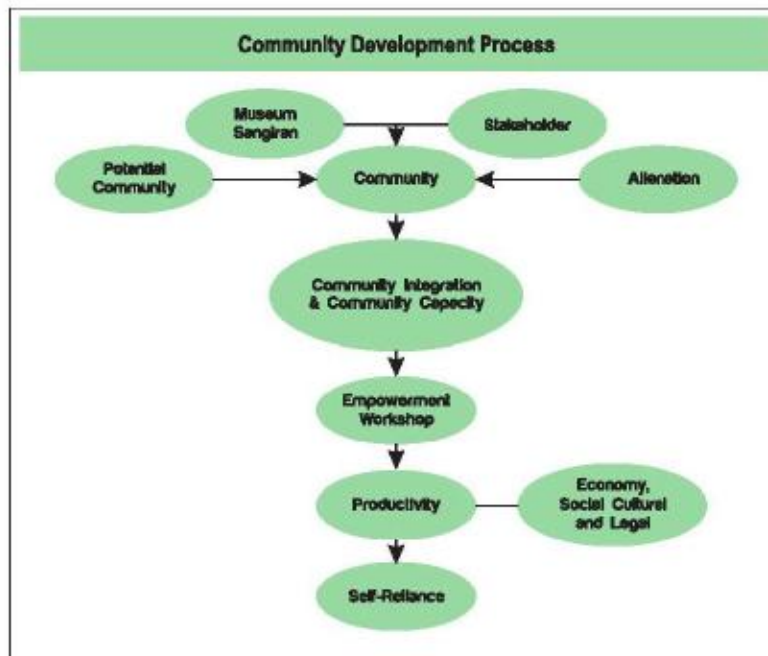 Community Development Process
Museum
Sangiran
Stakeholder
Potential
Community
Community
Alienation
Community Integration
& Community Capacity
Empowerment
Workshop
Productivity
Economy,
Social Cultural
and Legal
Self-Reliance